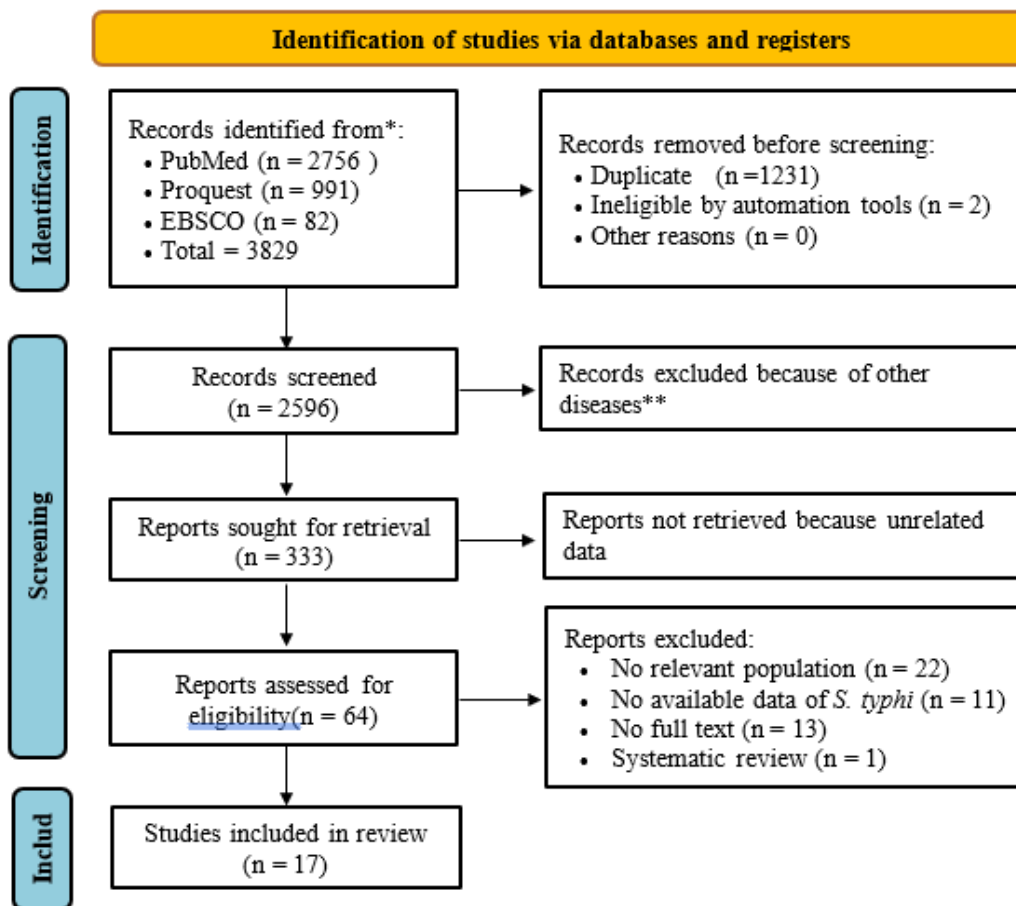 Identification of studies via databases and registers
Identification
Records identified from*:
• PubMed (n = 2756 )
• Proquest (n = 991)
• EBSCO (n = 82)
• Total = 3829
Records removed before screening:
• Duplicate (n =1231)
• Ineligible by automation tools (n = 2)
• Other reasons (n = 0)
Screening
Records screened
(n = 2596)
Records excluded because of other
diseases**
Reports sought for retrieval
(n = 333)
Reports not retrieved because unrelated
data
Reports assessed for
eligibility(n = 64)
Reports excluded:
• No relevant population (n = 22)
• No available data of S. typhi (n = 11)
• No full text (n = 13)
• Systematic review (n = 1)
Includ
Studies included in review
(n = 17)